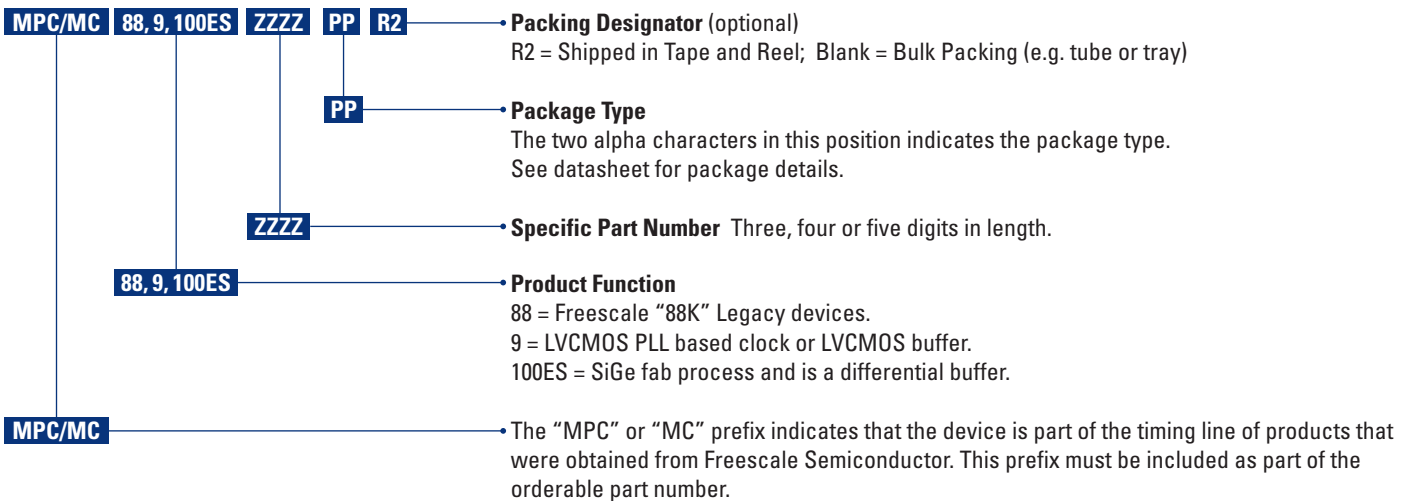 MPC/MC 88, 9, 100ES ZZZZ PP R2 Packing Designator (optional)
R2 = Shipped in Tape and Reel; Blank = Bulk Packing (e.g. tube or tray)
PP Package Type
The two alpha characters in this position indicates the package type.
See datasheet for package details.
ZZZZ Specific Part Number Three, four or five digits in length.
88, 9, 100ES Product Function
88 = Freescale “88K” Legacy devices.
9 = LVCMOS PLL based clock or LVCMOS buffer.
100ES = SiGe fab process and is a differential buffer.
MPC/MC The “MPC” or “MC” prefix indicates that the device is part of the timing line of products that
were obtained from Freescale Semiconductor. This prefix must be included as part of the
orderable part number.